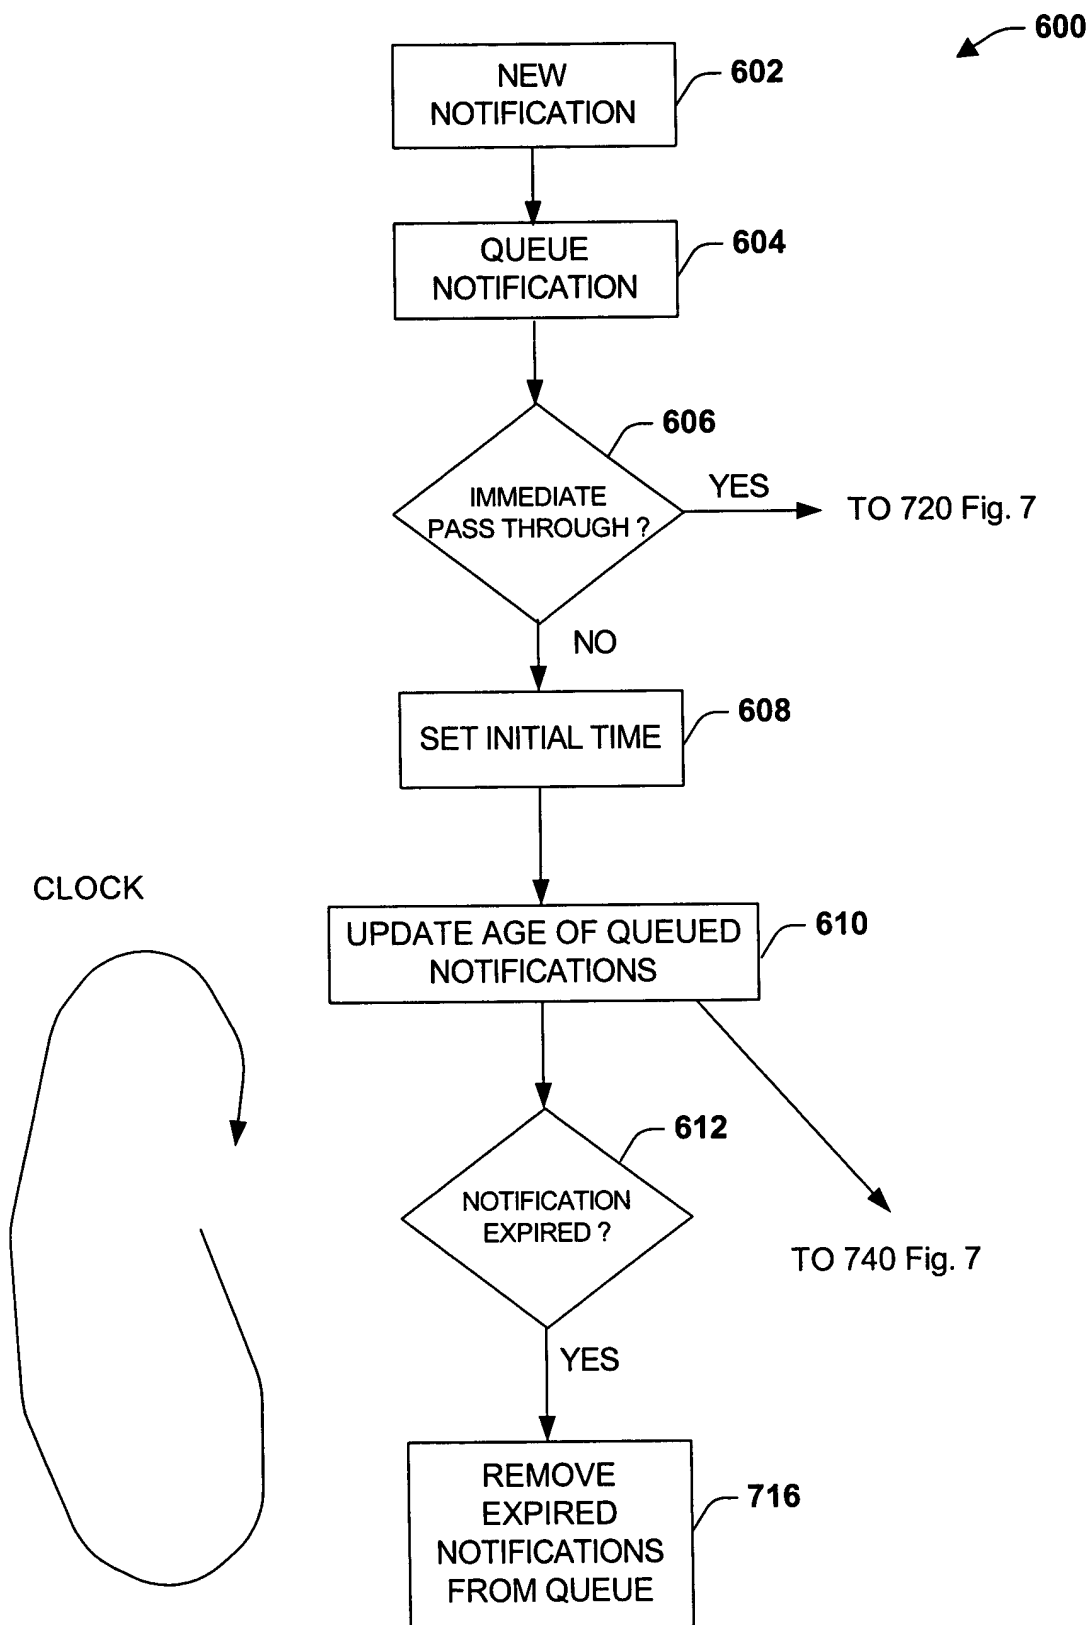 600
NEW
NOTIFICATION
602
QUEUE
NOTIFICATION
604
606
IMMEDIATE
PASS THROUGH ?
YES
TO 720 Fig. 7
NO
SET INITIAL TIME
608
CLOCK
UPDATE AGE OF QUEUED
NOTIFICATIONS
610
612
NOTIFICATION
EXPIRED ?
TO 740 Fig. 7
YES
REMOVE
EXPIRED
NOTIFICATIONS
FROM QUEUE
716